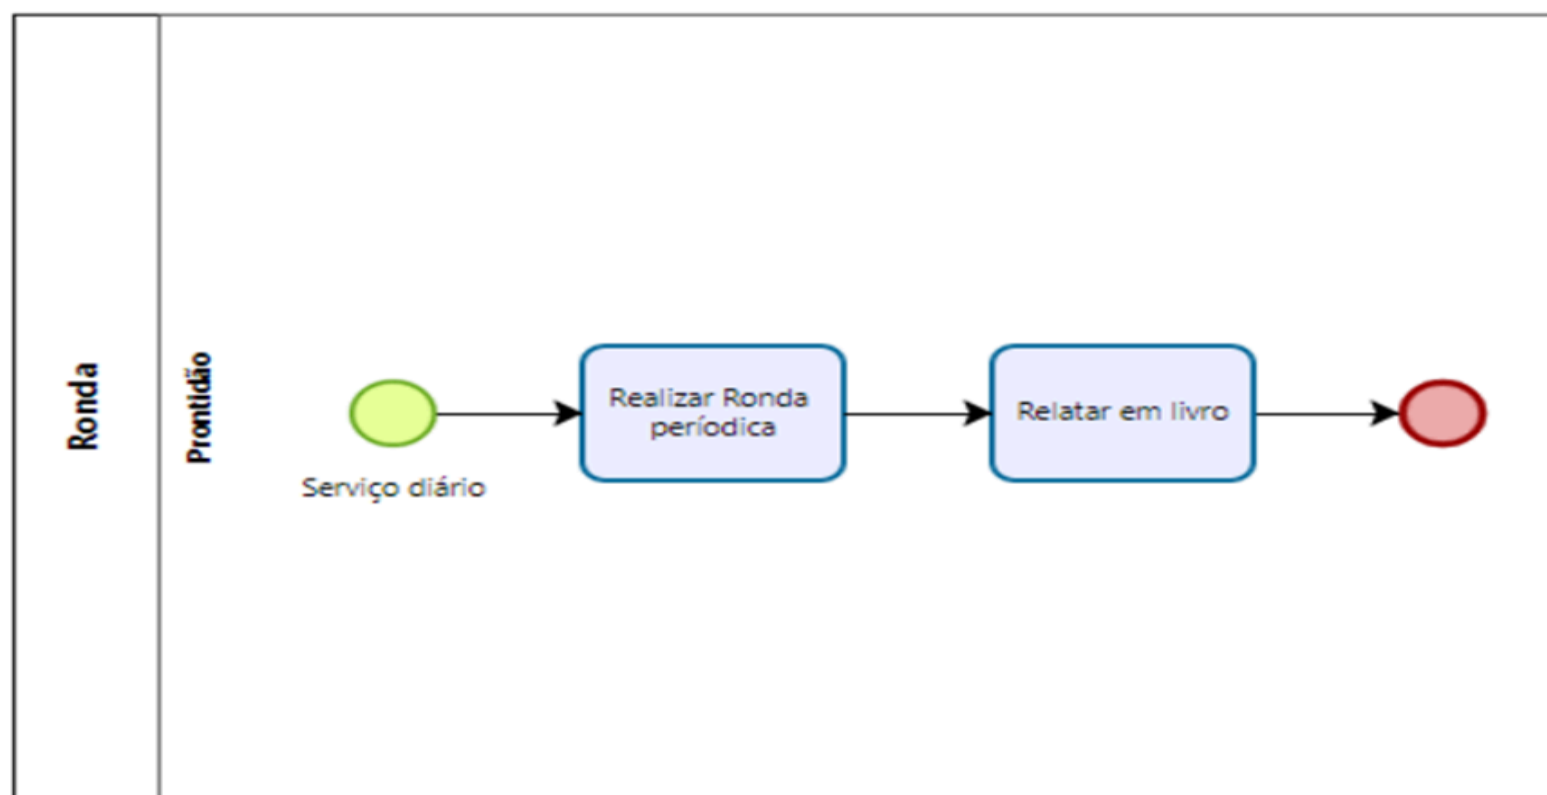 Ronda
Prontidão
Serviço diário
Realizar Ronda
períodica
Relatar em livro